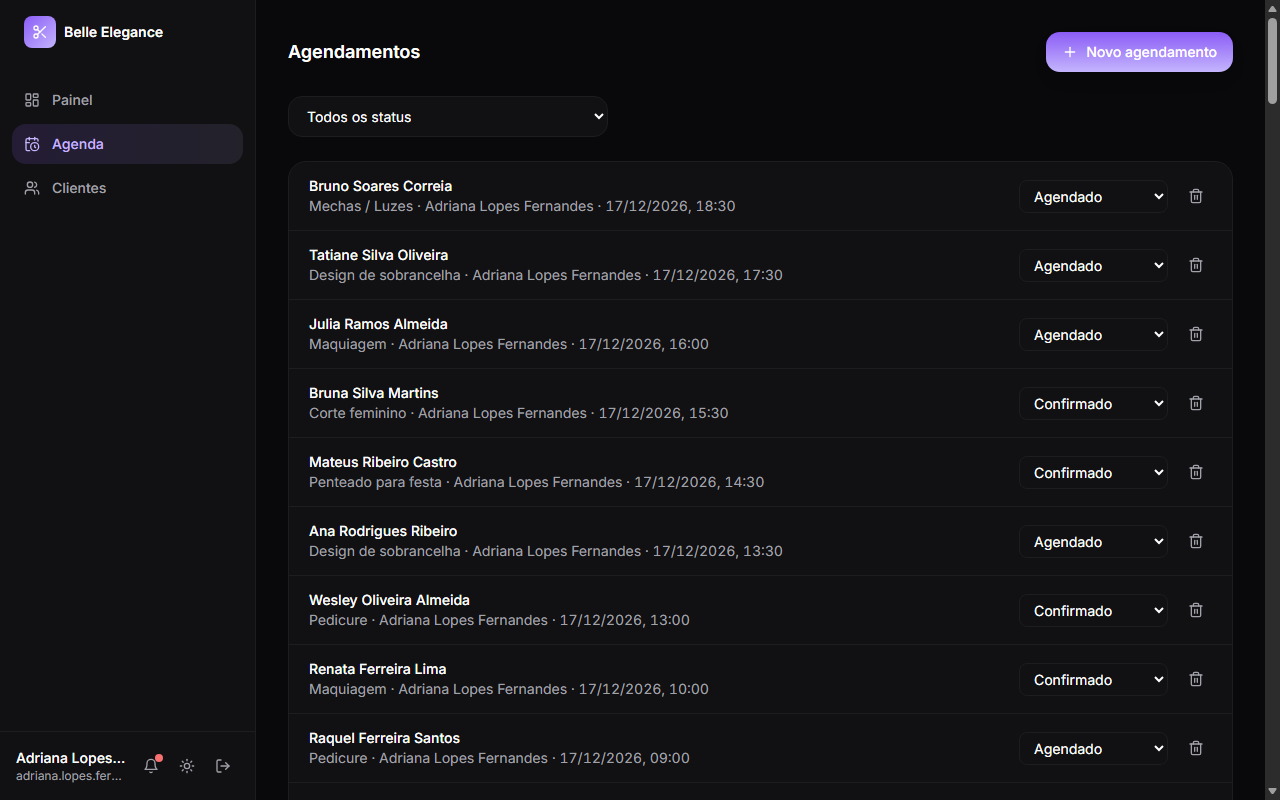 Belle Elegance
Painel
Agenda
Clientes
Adriana Lopes...
adriana.lopes.fer...
Agendamentos
Novo agendamento
Todos os status
Bruno Soares Correia
Mechas / Luzes · Adriana Lopes Fernandes · 17/12/2026, 18:30
Agendado
Tatiane Silva Oliveira
Design de sobrancelha · Adriana Lopes Fernandes · 17/12/2026, 17:30
Agendado
Julia Ramos Almeida
Maquiagem · Adriana Lopes Fernandes · 17/12/2026, 16:00
Agendado
Bruna Silva Martins
Corte feminino · Adriana Lopes Fernandes · 17/12/2026, 15:30
Confirmado
Mateus Ribeiro Castro
Penteado para festa · Adriana Lopes Fernandes · 17/12/2026, 14:30
Confirmado
Ana Rodrigues Ribeiro
Design de sobrancelha · Adriana Lopes Fernandes · 17/12/2026, 13:30
Agendado
Wesley Oliveira Almeida
Pedicure · Adriana Lopes Fernandes · 17/12/2026, 13:00
Confirmado
Renata Ferreira Lima
Maquiagem · Adriana Lopes Fernandes · 17/12/2026, 10:00
Confirmado
Raquel Ferreira Santos
Pedicure · Adriana Lopes Fernandes · 17/12/2026, 09:00
Agendado